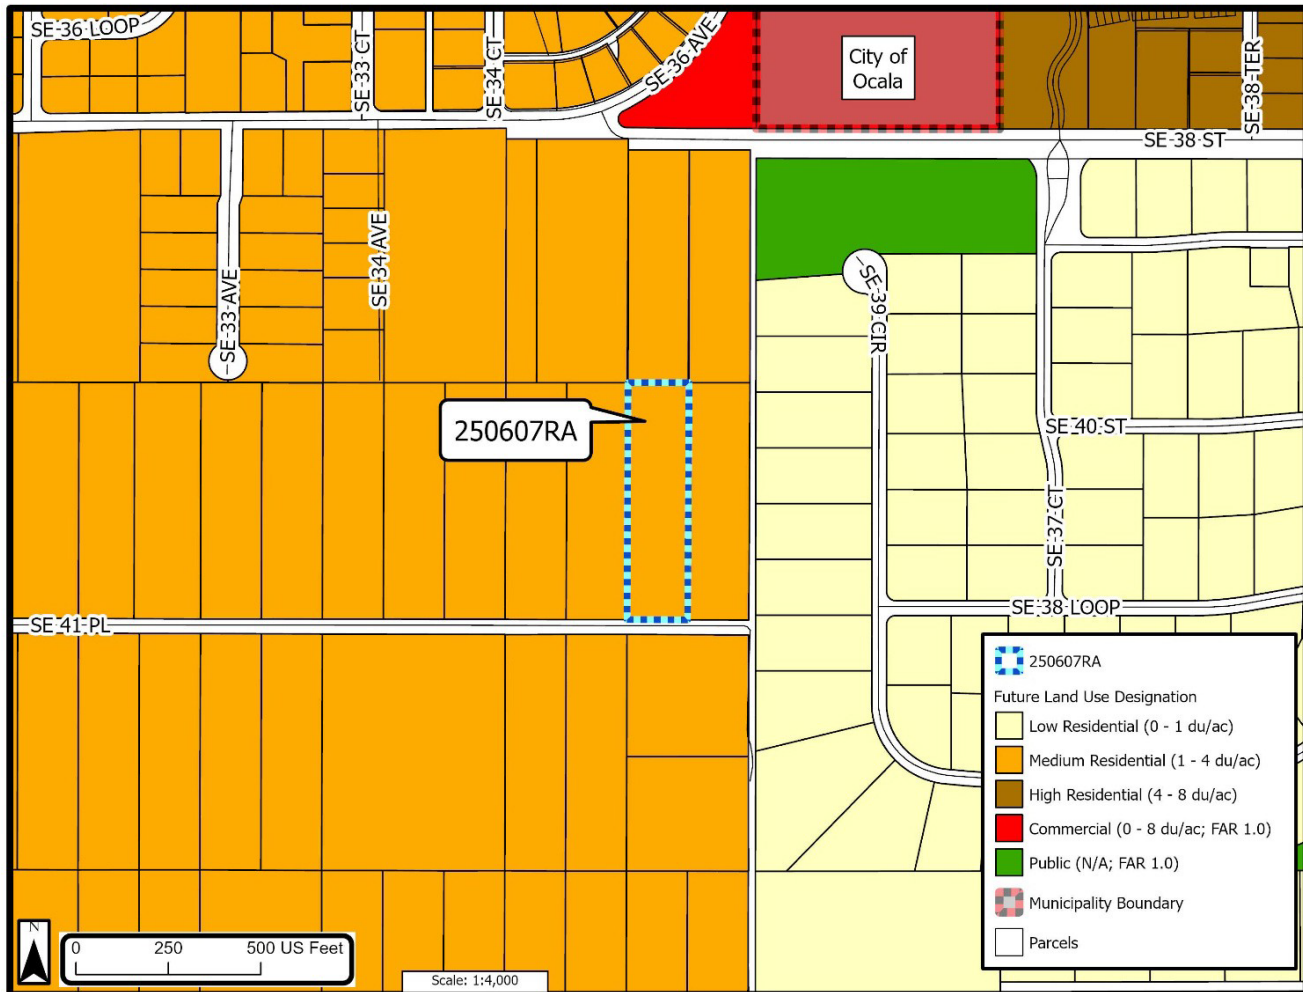 SE 36 LOOP
SE 33 CT
SE 34 CT
SE 36 AVE
City of
Ocala
SE 38 TER
SE 38 ST
SE 33 AVE
SE 34 AVE
SE 39 CIR
250607RA
SE 40 ST
SE 37 CT
SE 38 LOOP
SE 41 PL
250607RA
Future Land Use Designation
Low Residential (0 - 1 du/ac)
Medium Residential (1 - 4 du/ac)
High Residential (4 - 8 du/ac)
Commercial (0 - 8 du/ac; FAR 1.0)
Public (N/A; FAR 1.0)
Municipality Boundary
Parcels
N
0 250 500 US Feet
Scale: 1:4,000